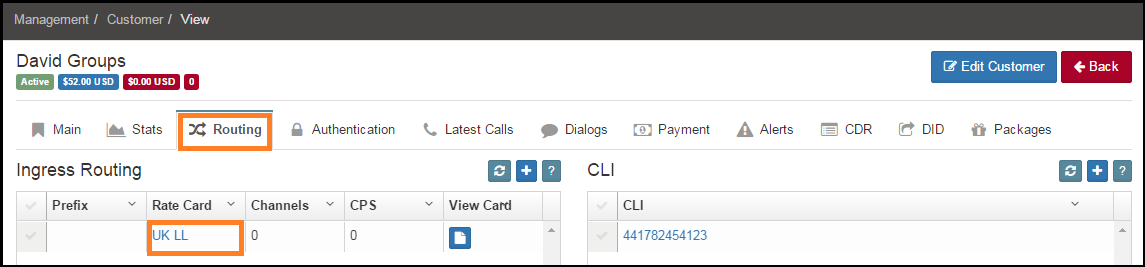 Management / Customer / View
David Groups
Active $52.00 USD $0.00 USD 0
Edit Customer Back
Main Stats Routing Authentication Latest Calls Dialogs Payment Alerts CDR DID Packages
Ingress Routing ?
Prefix Rate Card Channels CPS View Card
UK LL 0 0
CLI ?
CLI
441782454123